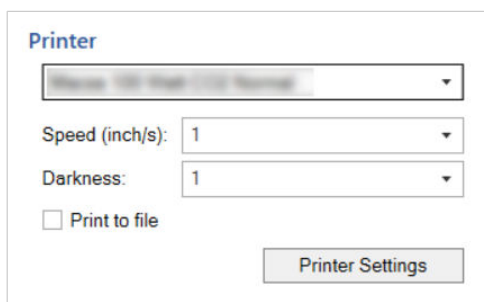 Printer
Speed (inch/s): 1
Darkness: 1
Print to file
Printer Settings